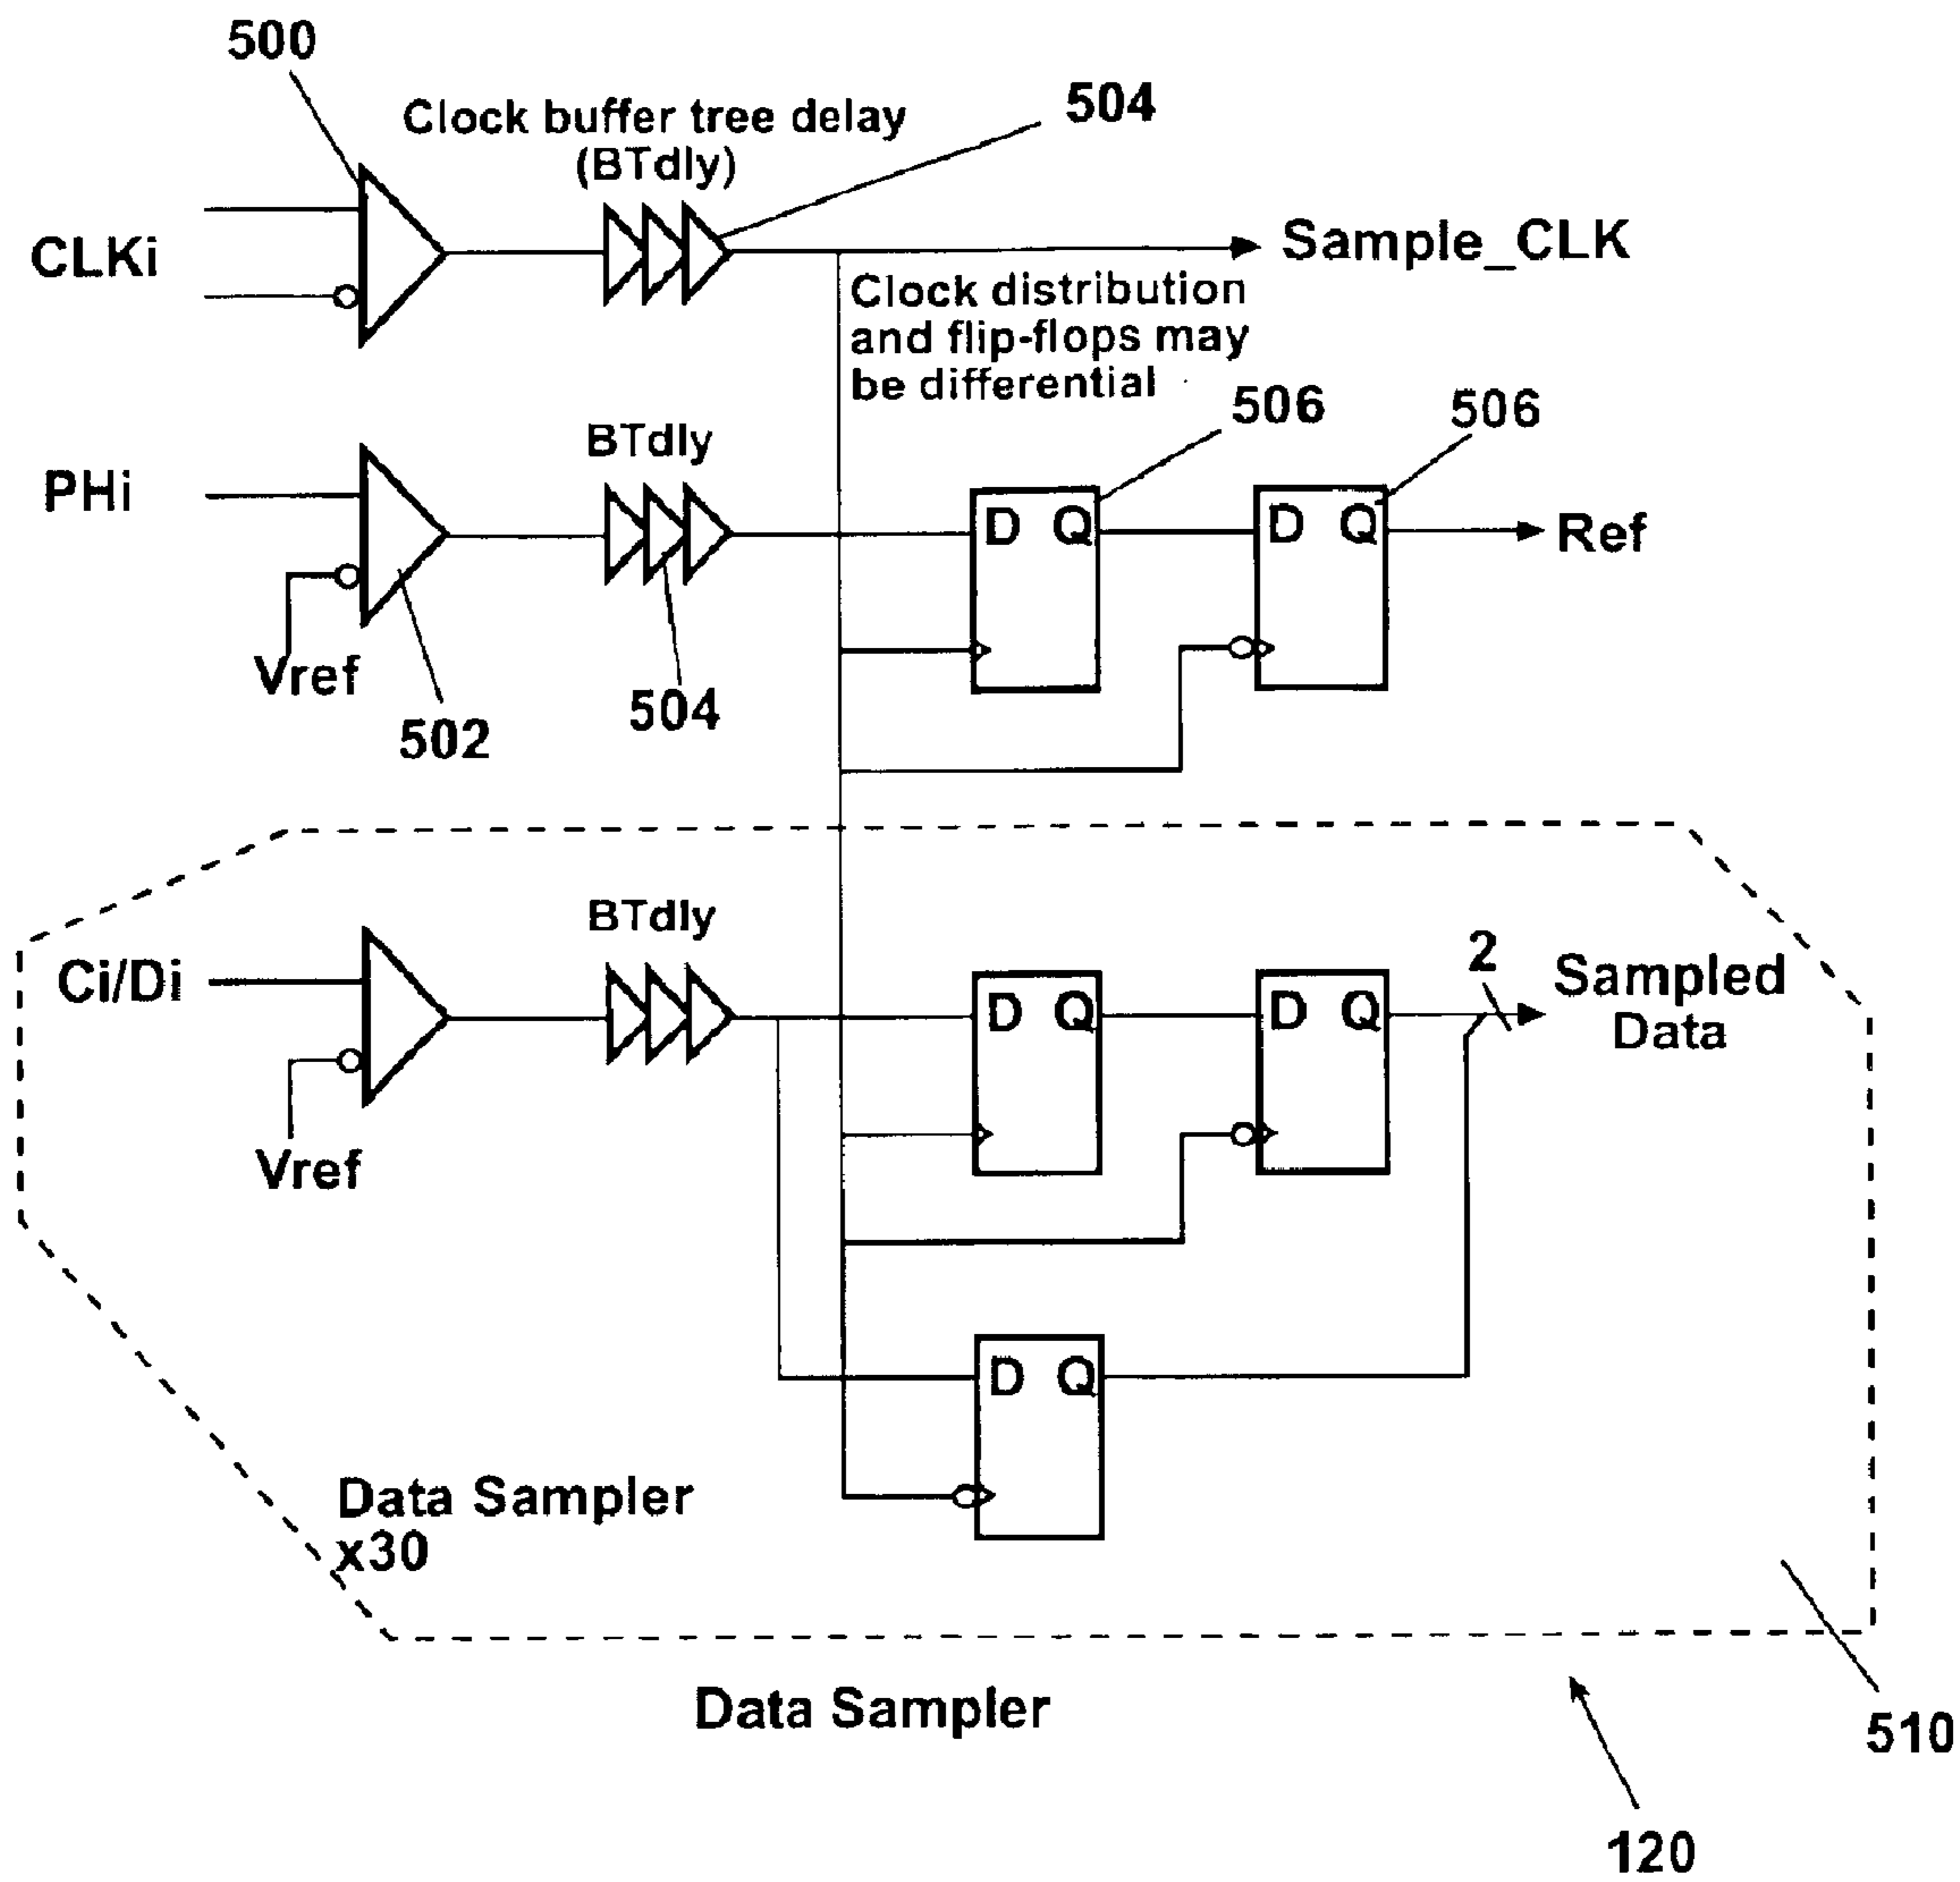 500
Clock buffer tree delay
(BTdly)
504
CLKi
Sample_CLK
Clock distribution
and flip-flops may
be differential
506
506
BTdly
PHi
D Q
D Q
Ref
Vref
502
504
BTdly
Ci/Di
2
Sampled
Data
D Q
D Q
Vref
D Q
Data Sampler
x30
Data Sampler
510
120